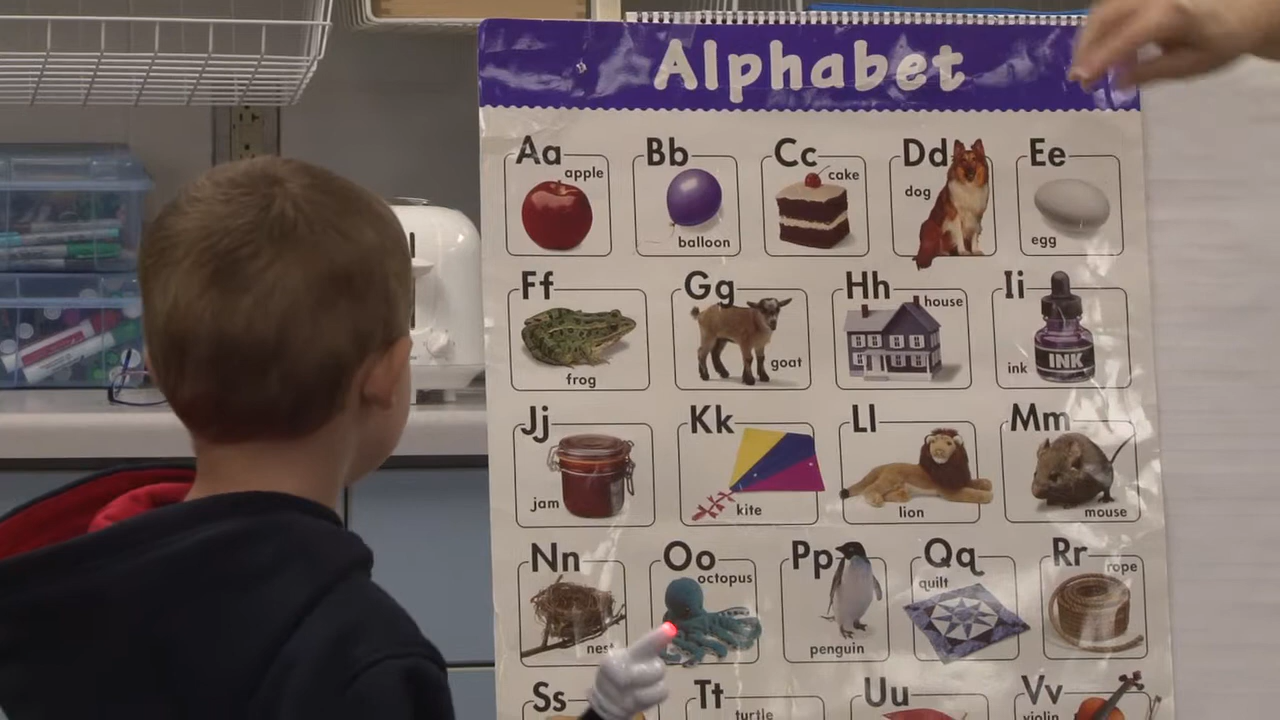 Alphabet
Aa
apple
Bb
balloon
Cc
cake
Dd
dog
Ee
egg
Ff
frog
Gg
goat
Hh
house
Ii
ink
INK
Jj
jam
Kk
kite
Ll
lion
Mm
mouse
Nn
nest
Oo
octopus
Pp
penguin
Qq
quilt
Rr
rope
Ss
Tt
turtle
Uu
Vv
violin